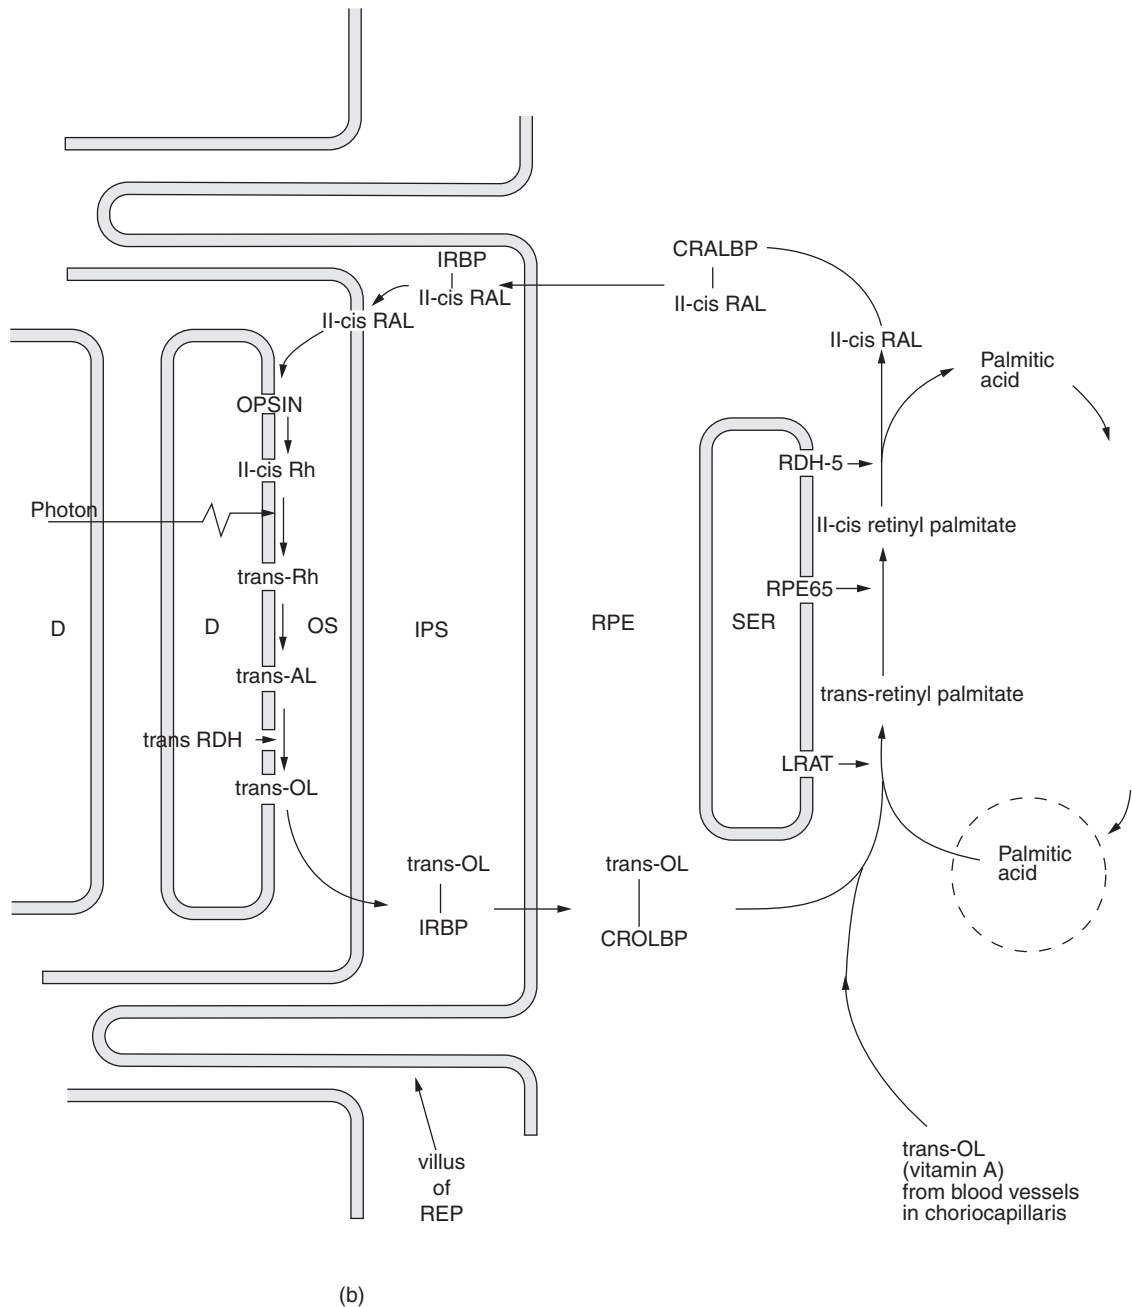 IRBP
II-cis RAL
II-cis RAL
CRALBP
II-cis RAL
II-cis RAL
Palmitic
acid
OPSIN
II-cis Rh
Photon
trans-Rh
D
D
OS
IPS
RPE
SER
trans-AL
trans RDH
trans-OL
RDH-5
II-cis retinyl palmitate
RPE65
trans-retinyl palmitate
LRAT
trans-OL
IRBP
trans-OL
CROLBP
Palmitic
acid
villus
of
REP
trans-OL
(vitamin A)
from blood vessels
in choriocapillaris
(b)